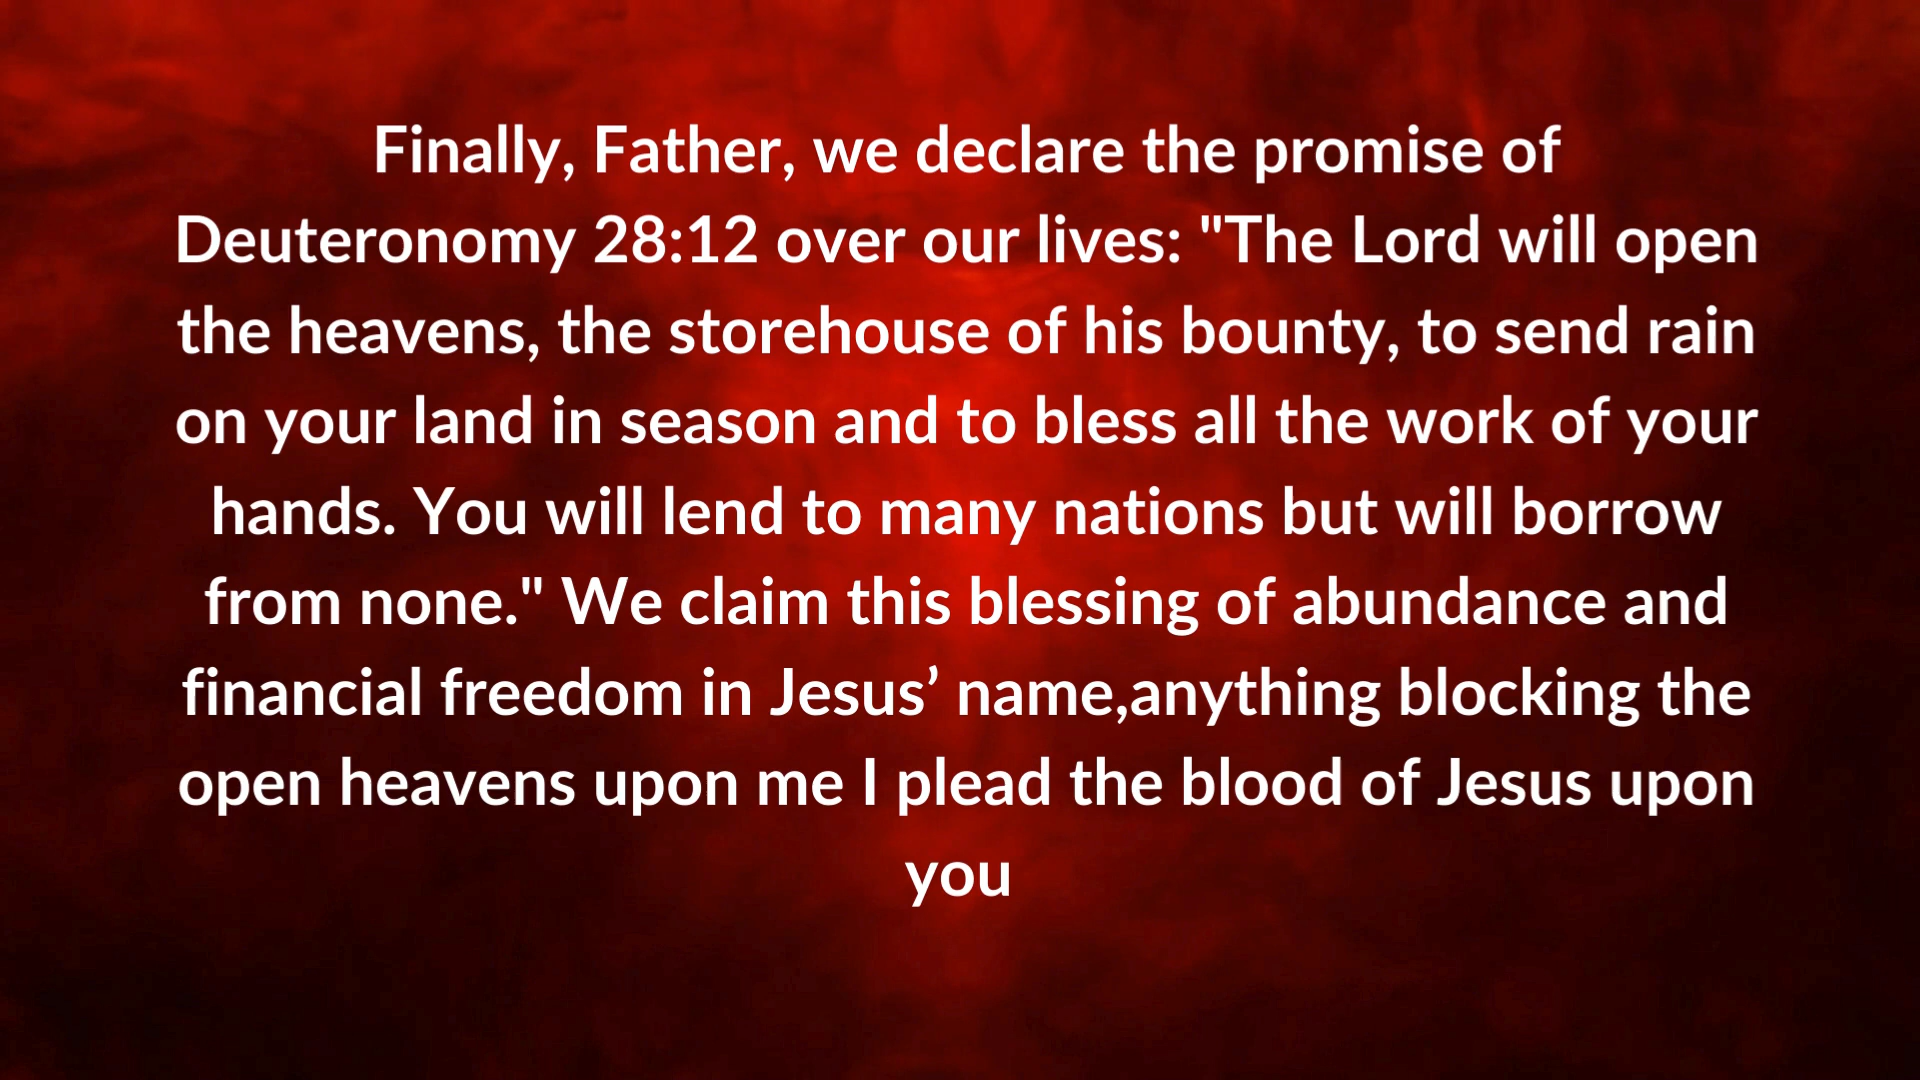 Finally, Father, we declare the promise of
Deuteronomy 28:12 over our lives: "The Lord will open
the heavens, the storehouse of his bounty, to send rain
on your land in season and to bless all the work of your
hands. You will lend to many nations but will borrow
from none." We claim this blessing of abundance and
financial freedom in Jesus’ name,anything blocking the
open heavens upon me I plead the blood of Jesus upon
you